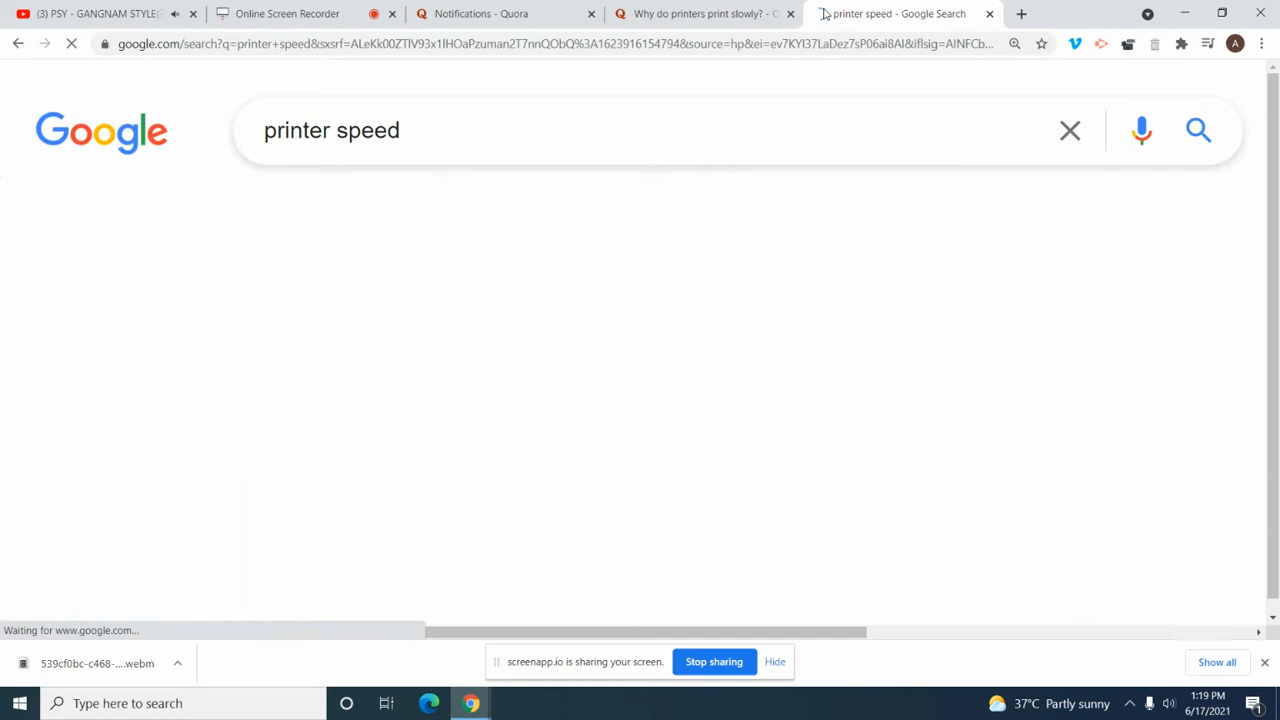 (3) PSY - GANGNAM STYLE(
Online Screen Recorder
Notifications - Quora
Why do printers print slowly? - Q
printer speed - Google Search
google.com/search?q=printer+speed&sxsrf=ALeKk00ZTlV93x1lHOaPzuman2T7nnQObQ%3A1623916154794&source=hp&ei=ev7KYI37LaDez7sP06ai8AI&iflsig=AINFCb...
A
Google
printer speed
Waiting for www.google.com...
539cf0bc-c468-....webm
screenapp.io is sharing your screen.
Stop sharing
Hide
Show all
Type here to search
37°C Partly sunny
1:19 PM
6/17/2021
1